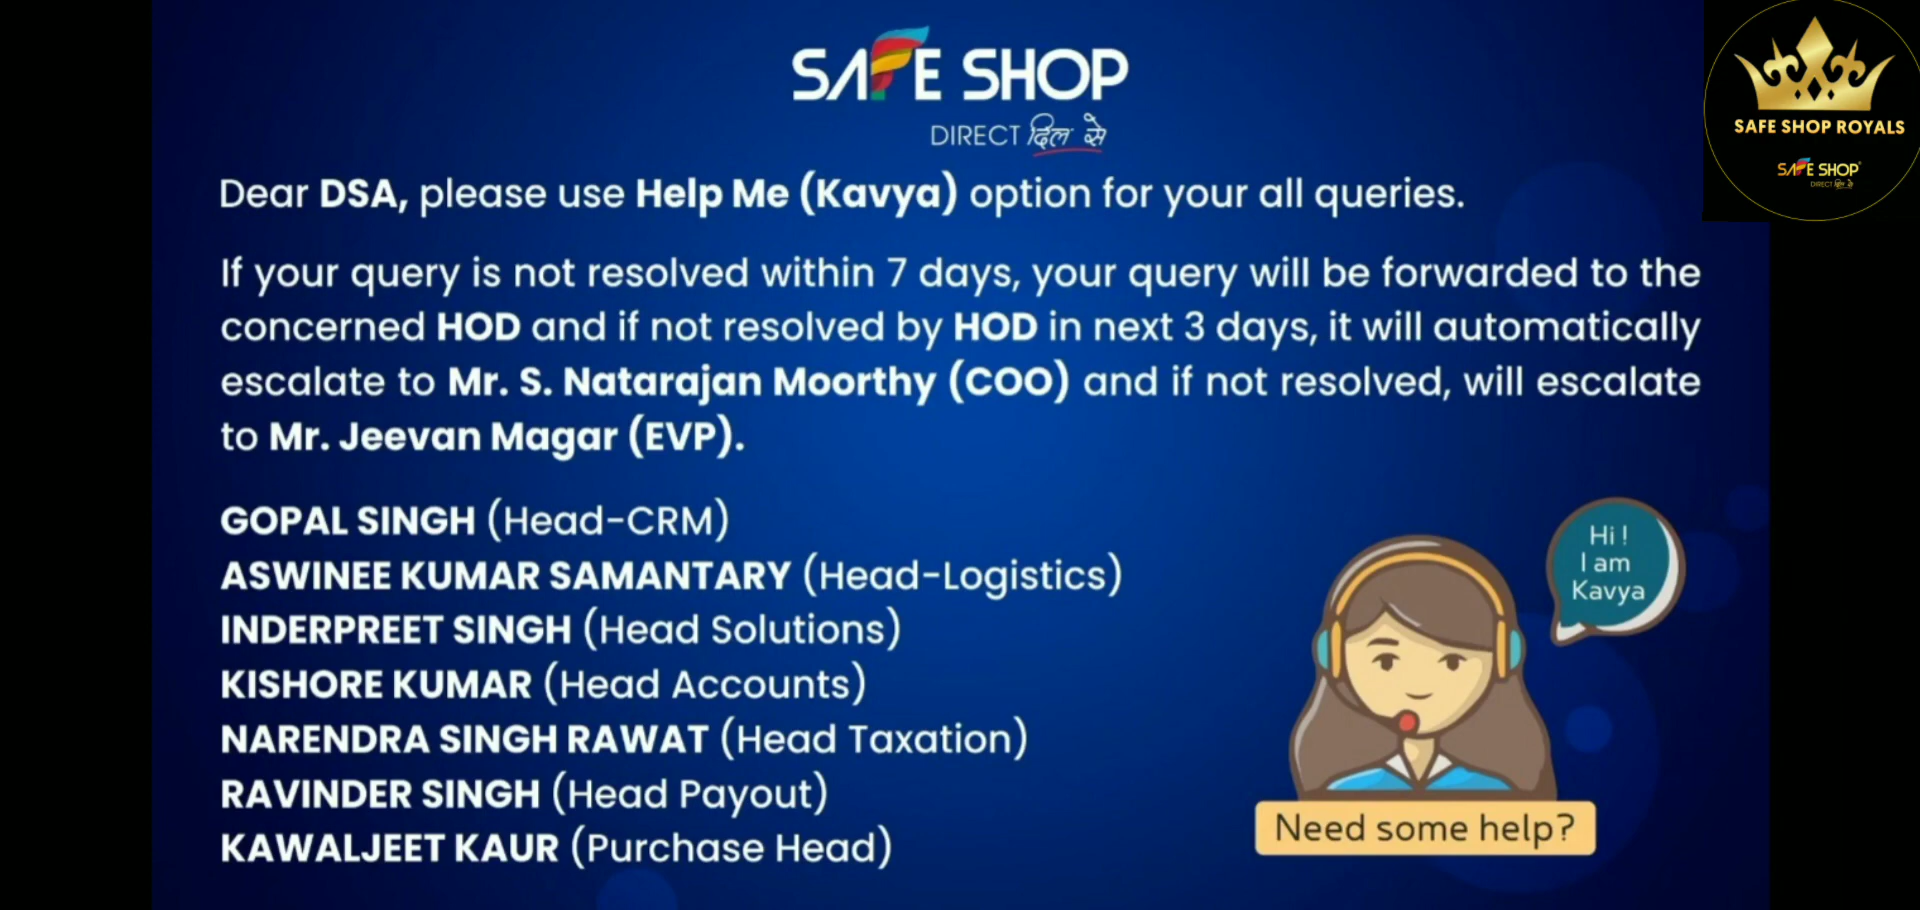 SAFE SHOP
DIRECT दिल से
SAFE SHOP ROYALS
SAFE SHOP
DIRECT दिल से
Dear DSA, please use Help Me (Kavya) option for your all queries.
If your query is not resolved within 7 days, your query will be forwarded to the
concerned HOD and if not resolved by HOD in next 3 days, it will automatically
escalate to Mr. S. Natarajan Moorthy (COO) and if not resolved, will escalate
to Mr. Jeevan Magar (EVP).
GOPAL SINGH (Head-CRM)
ASWINEE KUMAR SAMANTARY (Head-Logistics)
INDERPREET SINGH (Head Solutions)
KISHORE KUMAR (Head Accounts)
NARENDRA SINGH RAWAT (Head Taxation)
RAVINDER SINGH (Head Payout)
KAWALJEET KAUR (Purchase Head)
Hi !
I am
Kavya
Need some help?